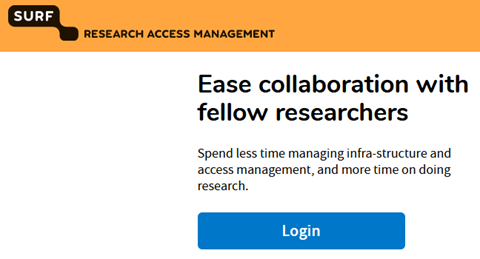 SURF
RESEARCH ACCESS MANAGEMENT
Ease collaboration with
fellow researchers
Spend less time managing infra-structure and
access management, and more time on doing
research.
Login